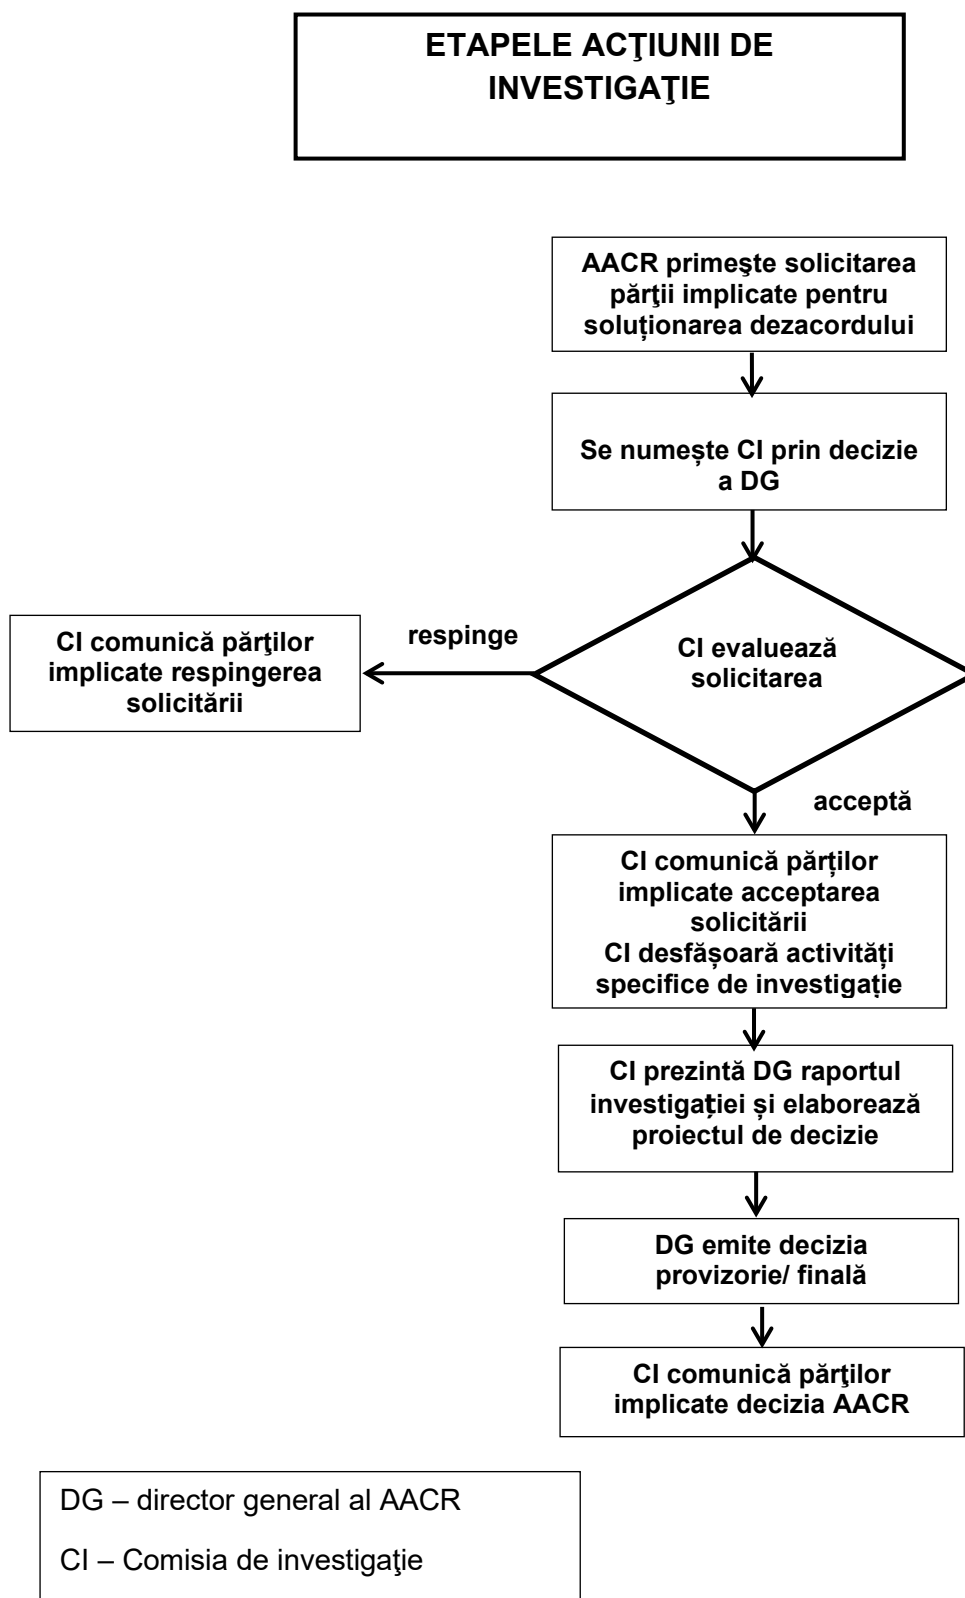 ETAPELE ACŢIUNII DE
INVESTIGAŢIE
AACR primeşte solicitarea
părţii implicate pentru
soluționarea dezacordului
Se numește CI prin decizie
a DG
CI evaluează
solicitarea
respinge
CI comunică părţilor
implicate respingerea
solicitării
acceptă
CI comunică părților
implicate acceptarea
solicitării
CI desfășoară activități
specifice de investigație
CI prezintă DG raportul
investigației și elaborează
proiectul de decizie
DG emite decizia
provizorie/ finală
CI comunică părţilor
implicate decizia AACR
DG – director general al AACR
CI – Comisia de investigaţie